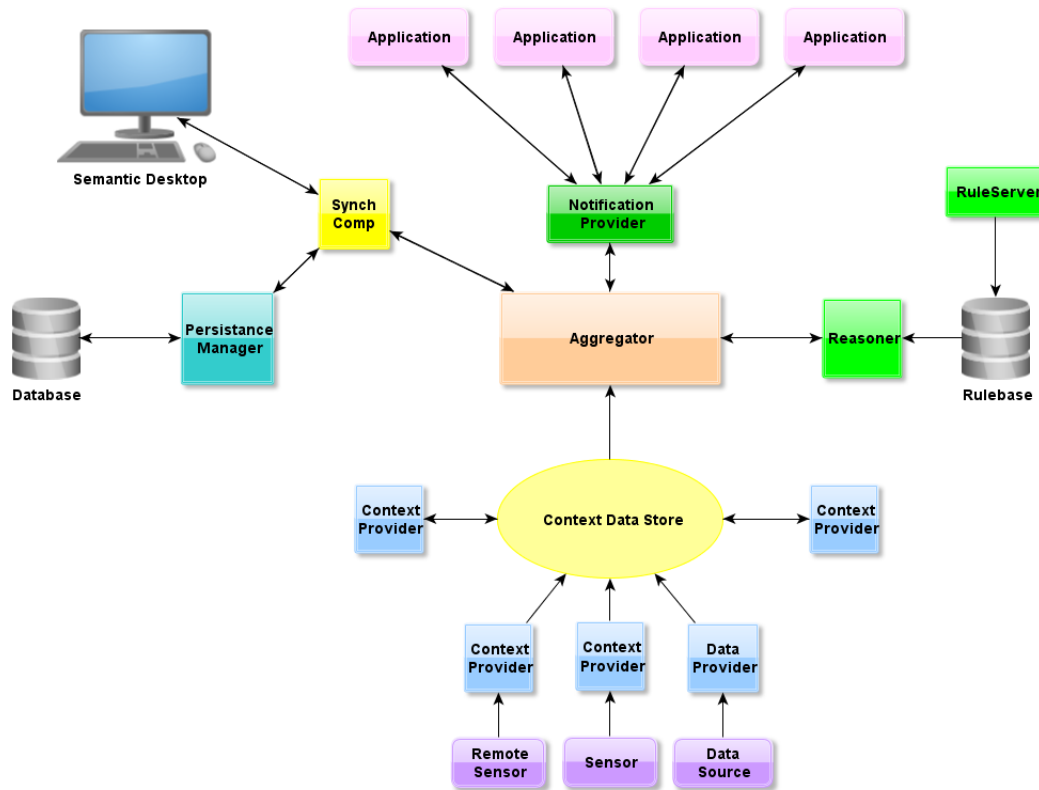 Application
Application
Application
Application
Semantic Desktop
Synch
Comp
Notification
Provider
RuleServer
Persistance
Manager
Aggregator
Reasoner
Database
Rulebase
Context
Provider
Context Data Store
Context
Provider
Context
Provider
Context
Provider
Data
Provider
Remote
Sensor
Sensor
Data
Source